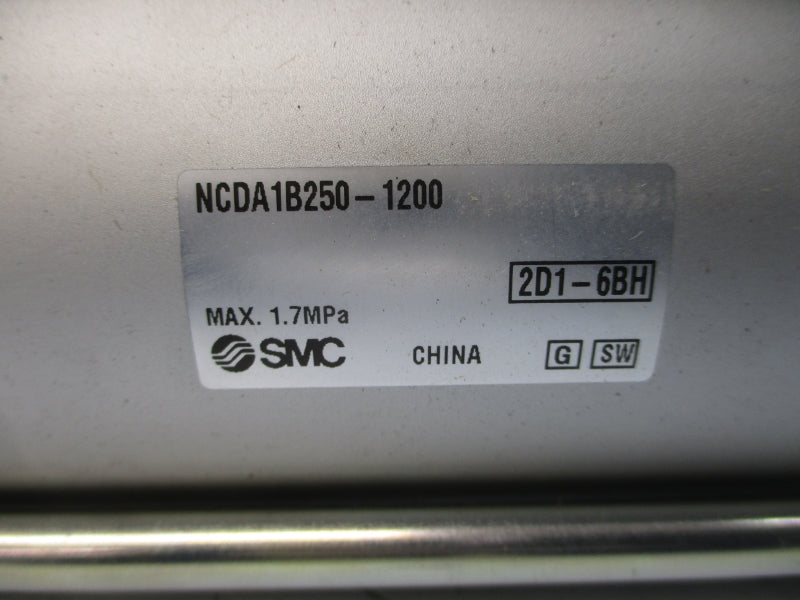 NCDA1B250-1200
2D1-6BH
MAX. 1.7MPa
SMC CHINA G SW